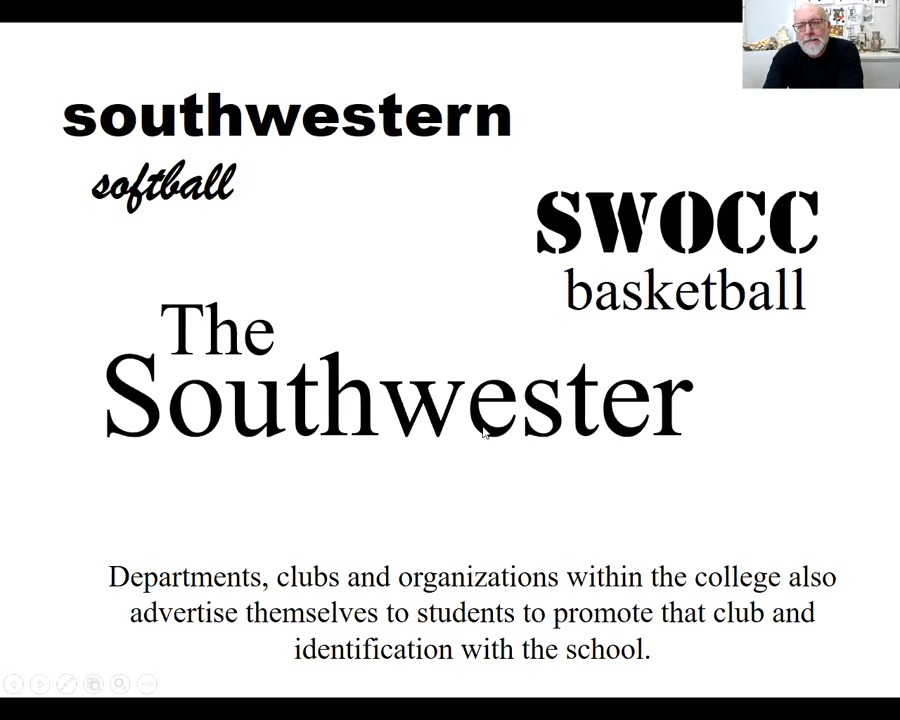 southwestern
softball
SWOCC
basketball
The
Southwester
Departments, clubs and organizations within the college also
advertise themselves to students to promote that club and
identification with the school.